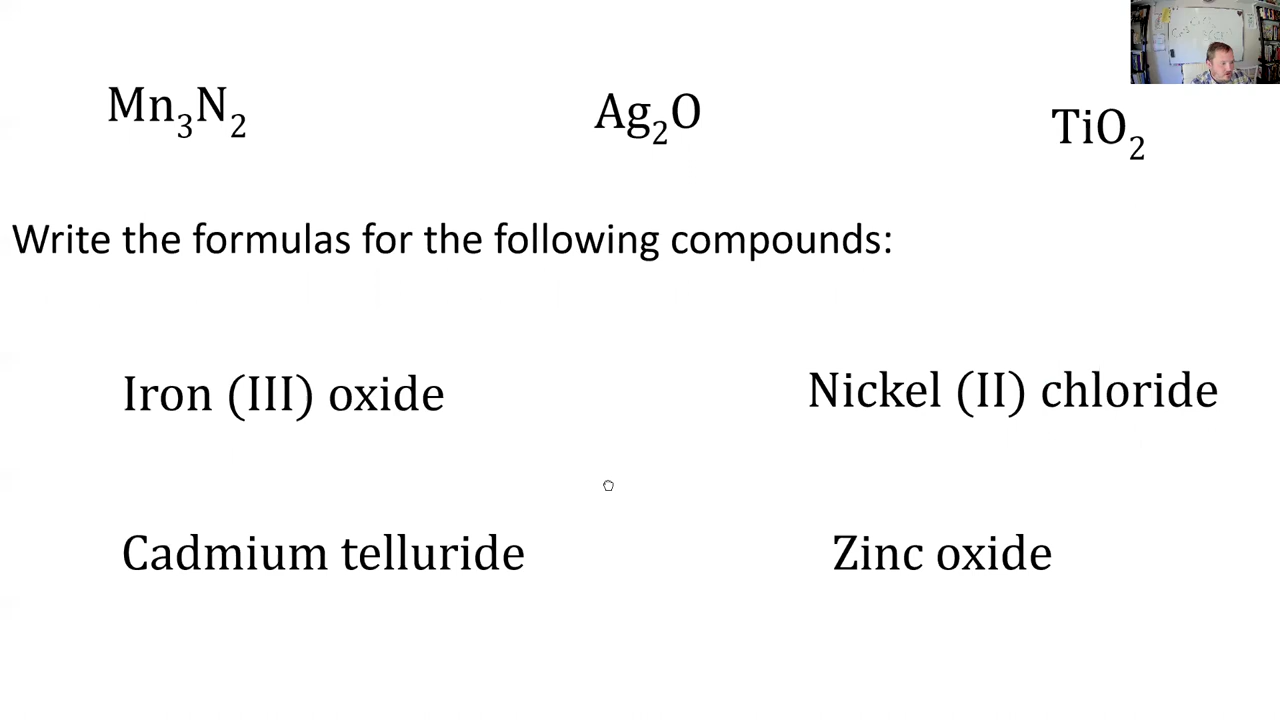 Mn₃N₂ Ag₂O TiO₂
Write the formulas for the following compounds:
Iron (III) oxide Nickel (II) chloride
Cadmium telluride Zinc oxide